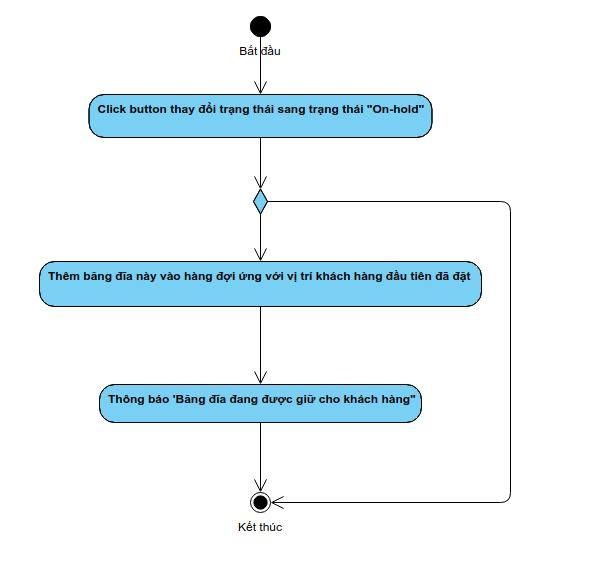 Bắt đầu
Click button thay đổi trạng thái sang trạng thái "On-hold"
Thêm băng đĩa này vào hàng đợi ứng với vị trí khách hàng đầu tiên đã đặt
Thông báo 'Băng đĩa đang được giữ cho khách hàng"
Kết thúc